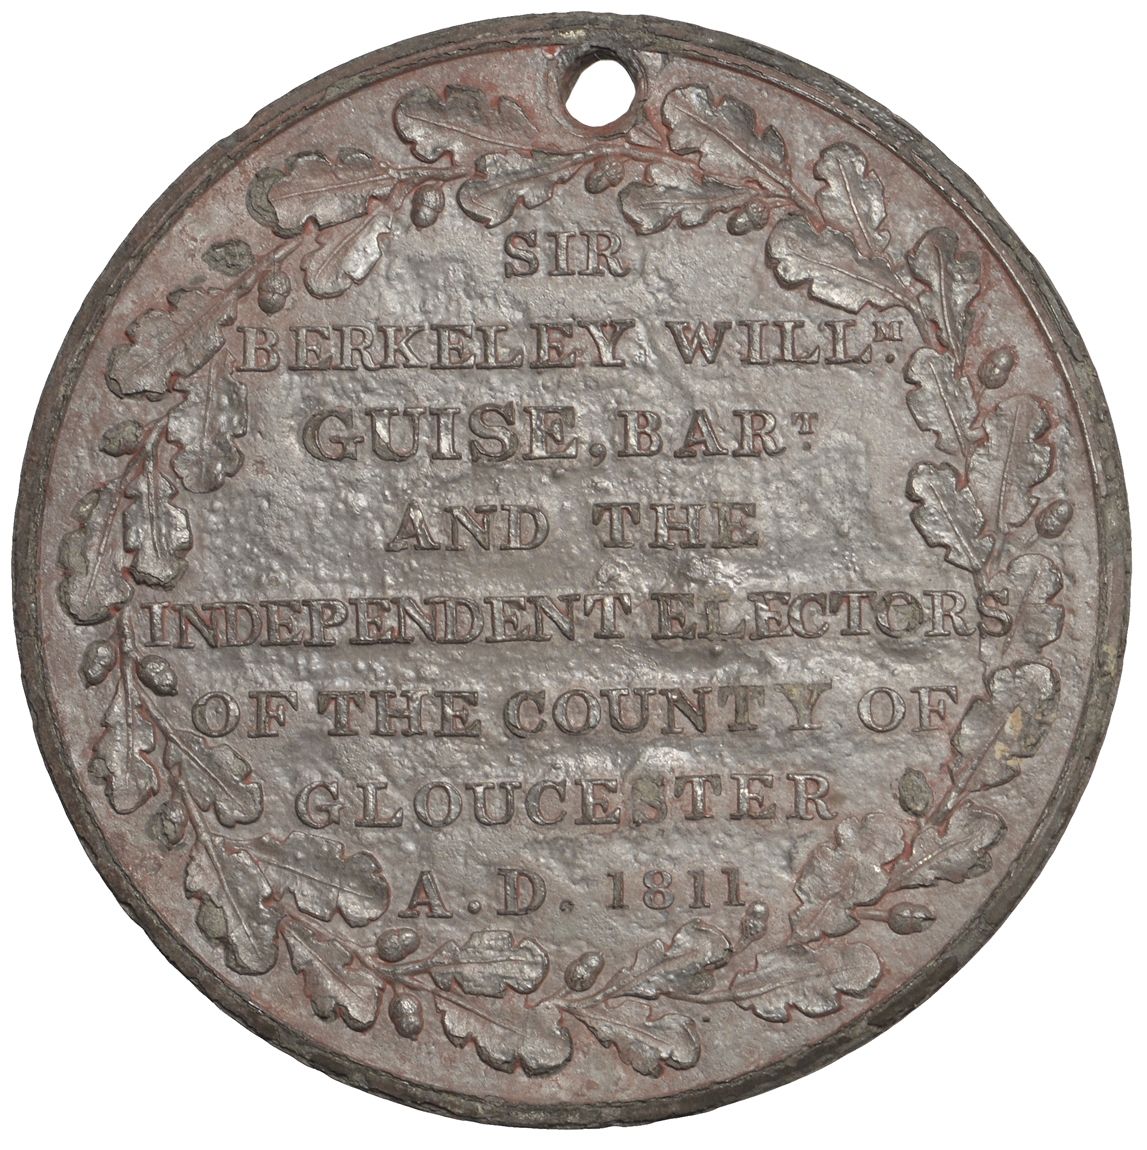 SIR
BERKELEY WILLᴹ.
GUISE, BARᵀ
AND THE
INDEPENDENT ELECTORS
OF THE COUNTY OF
GLOUCESTER
A.D. 1811